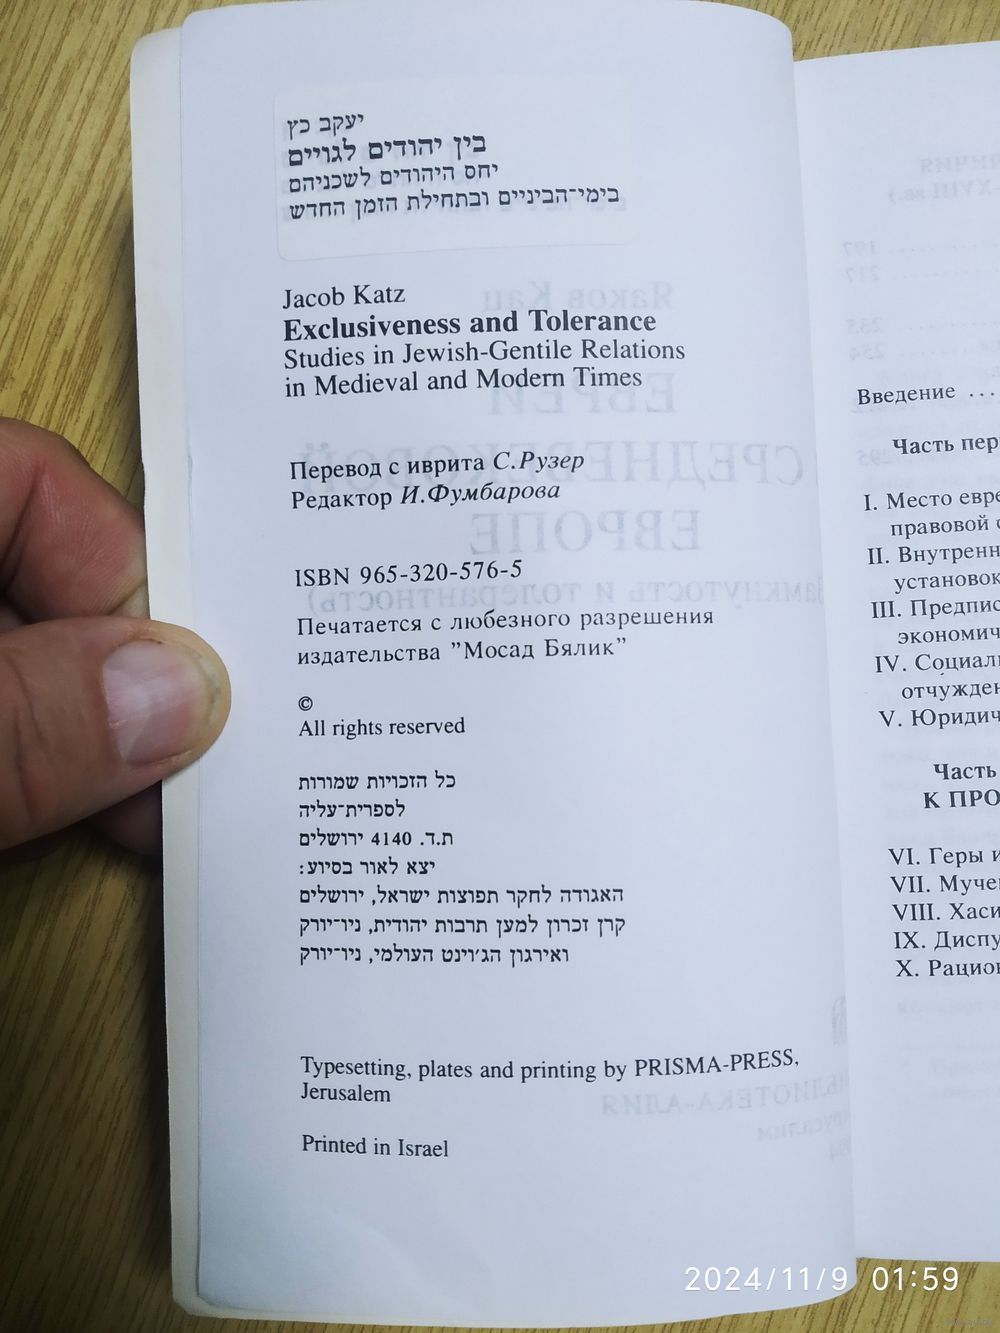 יעקב כץ
בין יהודים לגויים
יחס היהודים לשכניהם
בימי־הביניים ובתחילת הזמן החדש
Jacob Katz
Exclusiveness and Tolerance
Studies in Jewish-Gentile Relations
in Medieval and Modern Times
Перевод с иврита С.Рузер
Редактор И.Фумбарова
ISBN 965-320-576-5
Печатается с любезного разрешения
издательства ”Мосад Бялик”
©
All rights reserved
כל הזכויות שמורות
לספרית־עליה
ת.ד. 4140 ירושלים
יצא לאור בסיוע:
האגודה לחקר תפוצות ישראל, ירושלים
קרן זכרון למען תרבות יהודית, ניו־יורק
ואירגון הג׳וינט העולמי, ניו־יורק
Typesetting, plates and printing by PRISMA-PRESS,
Jerusalem
Printed in Israel
Введение ...
Часть пер
I. Место евре
правовой с
II. Внутренн
установок
III. Предпис
экономич
IV. Социаль
отчужден
V. Юридич
Часть
К ПРО
VI. Геры и
VII. Мучен
VIII. Хаси
IX. Диспу
X. Рацион
2024/11/9 01:59